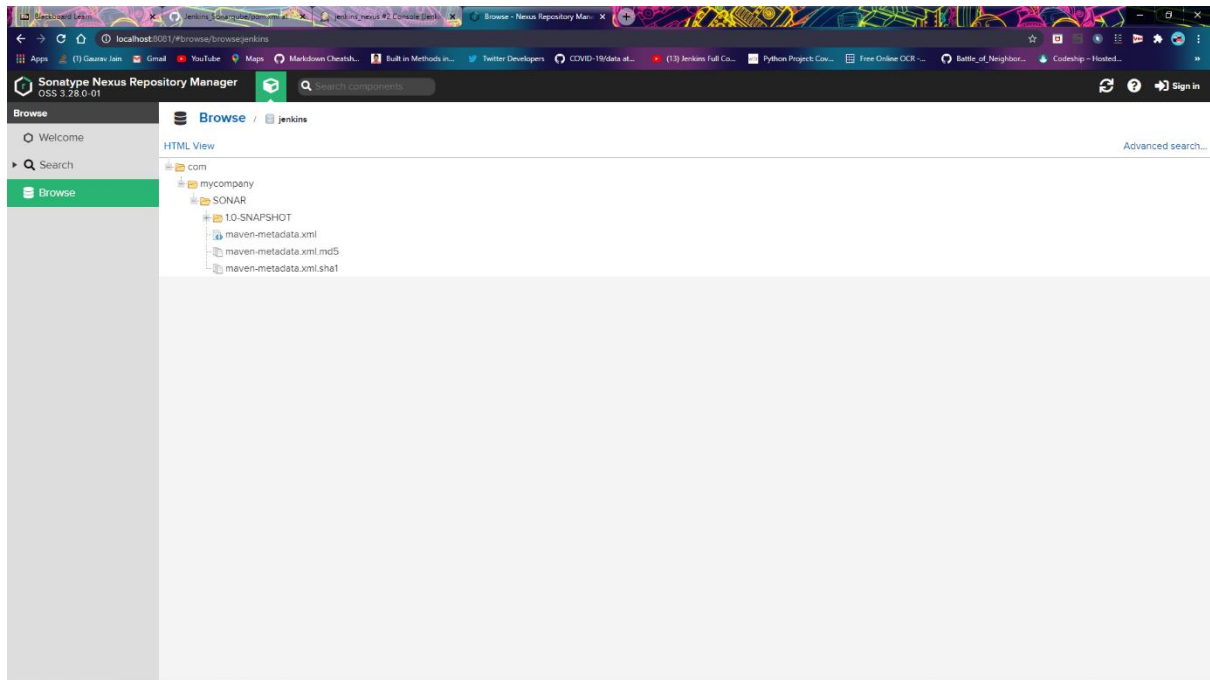 Blackboard Learn
Jenkins_Sonarqube/pom.xml at
jenkins_nexus #2 Console [Jenk
Browse - Nexus Repository Man
localhost:8081/#browse/browse:jenkins
Apps
(1) Gaurav Jain
Gmail
YouTube
Maps
Markdown Cheatsh...
Built in Methods in...
Twitter Developers
COVID-19/data at...
(13) Jenkins Full Co...
Python Project: Cov...
Free Online OCR -...
Battle_of_Neighbor...
Codeship – Hosted...
Sonatype Nexus Repository Manager
OSS 3.28.0-01
Search components
Sign in
Browse
Welcome
Search
Browse
Browse / jenkins
HTML View
Advanced search...
com
mycompany
SONAR
1.0-SNAPSHOT
maven-metadata.xml
maven-metadata.xml.md5
maven-metadata.xml.sha1